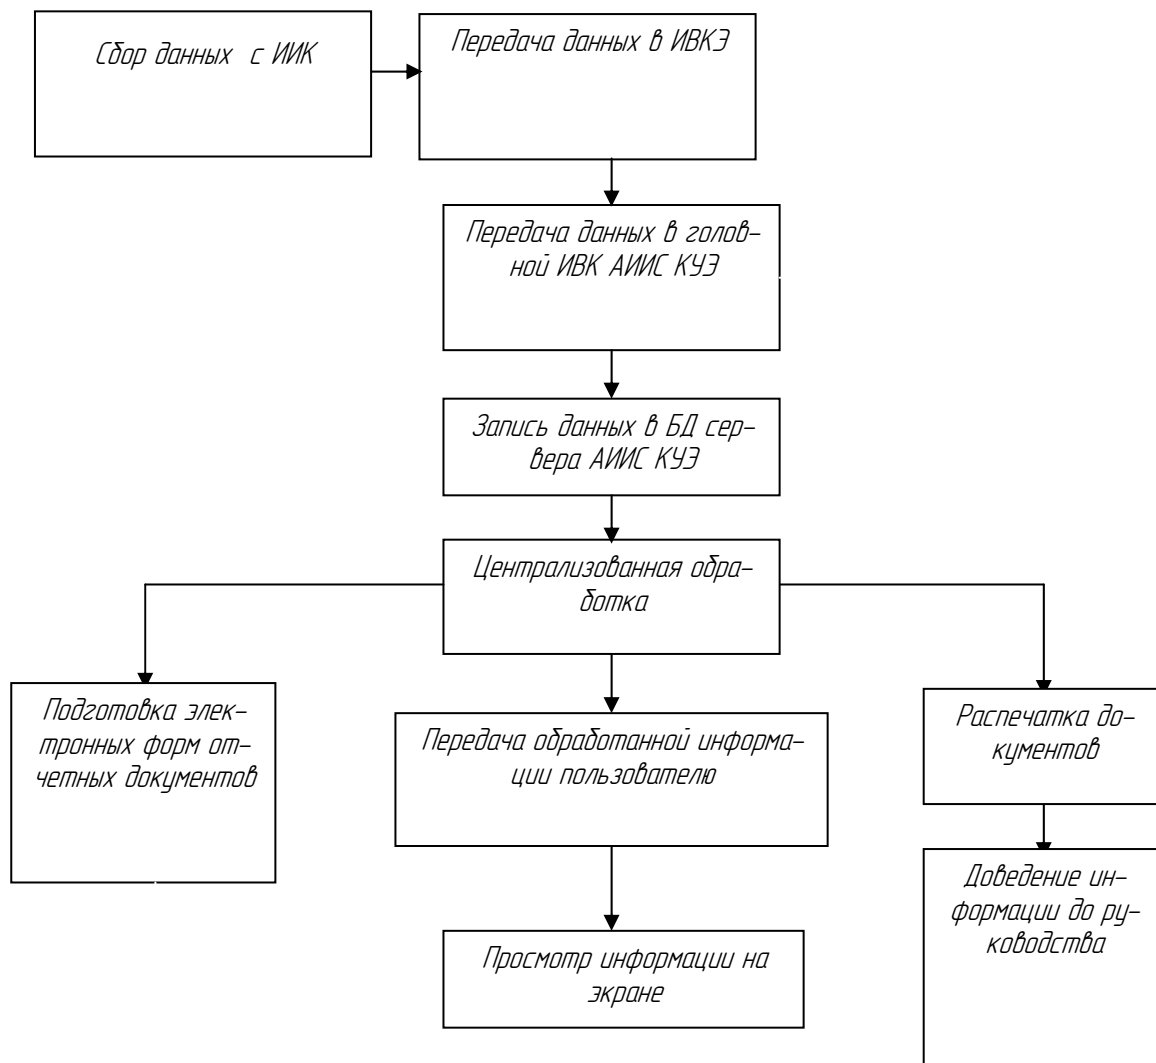 Сбор данных с ИИК
Передача данных в ИВКЭ
Передача данных в голов-
ной ИВК АИИС КУЭ
Запись данных в БД сер-
вера АИИС КУЭ
Централизованная обра-
ботка
Подготовка элек-
тронных форм от-
четных документов
Передача обработанной информа-
ции пользователю
Распечатка до-
кументов
Доведение ин-
формации до ру-
ководства
Просмотр информации на
экране